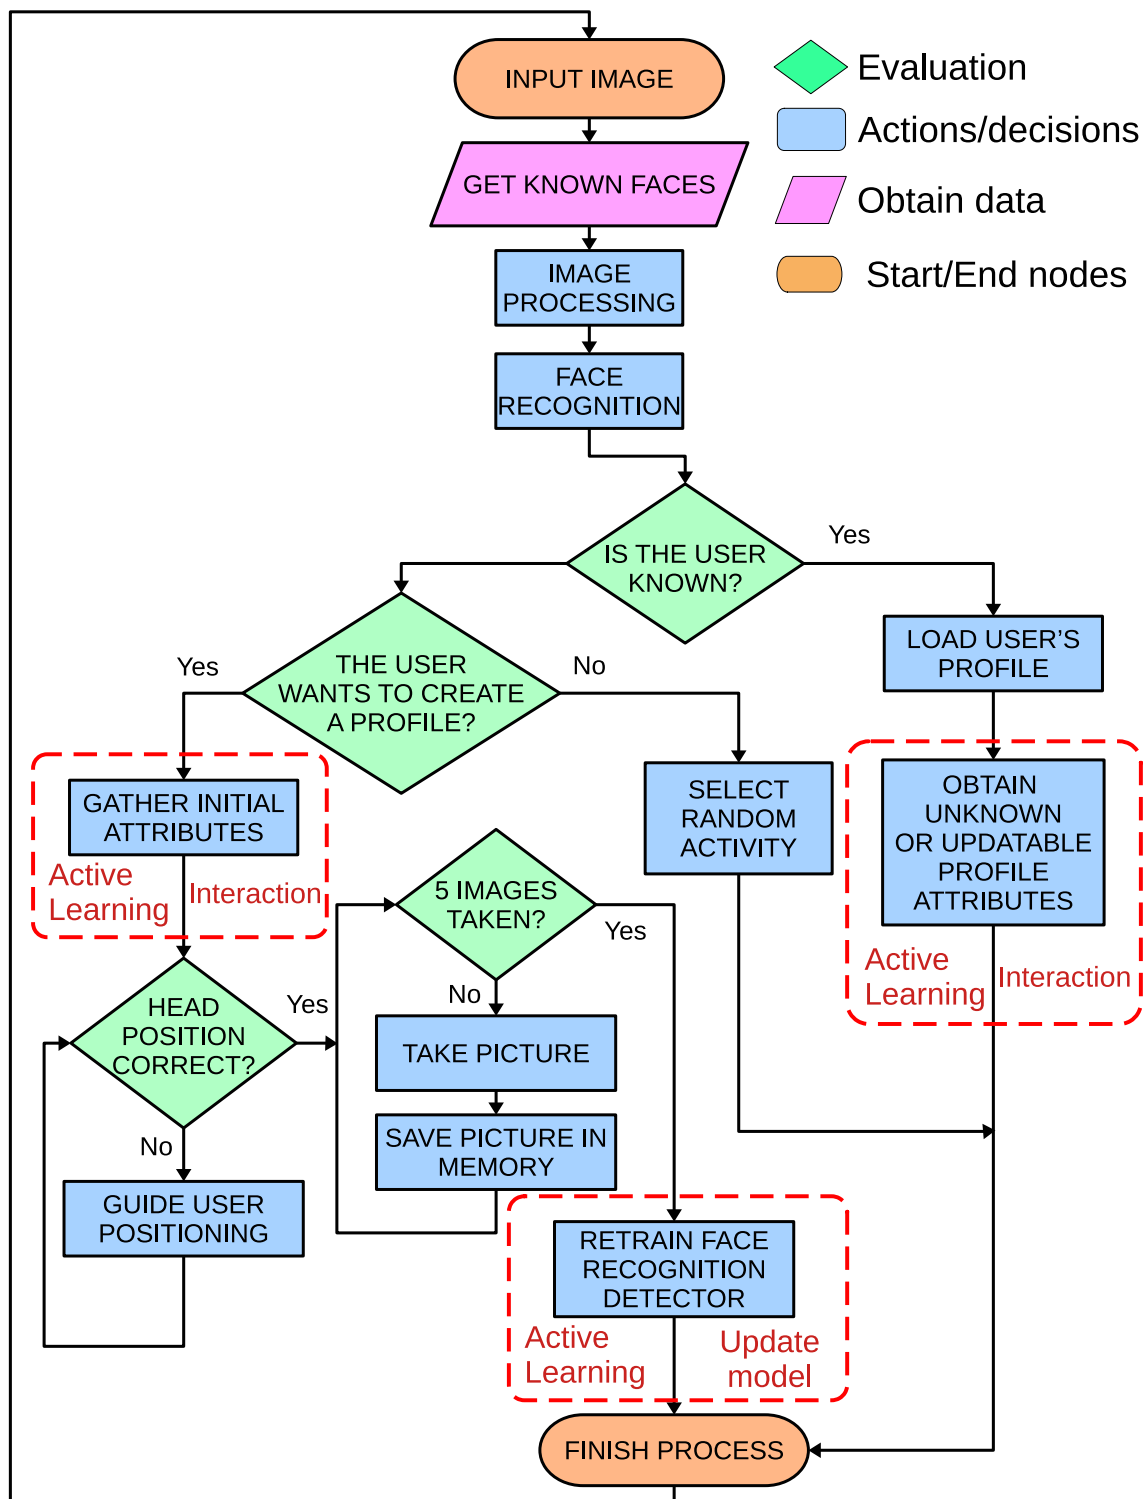 INPUT IMAGE
Evaluation
Actions/decisions
GET KNOWN FACES
Obtain data
IMAGE
PROCESSING
Start/End nodes
FACE
RECOGNITION
IS THE USER
KNOWN?
Yes
THE USER
WANTS TO CREATE
A PROFILE?
Yes
No
LOAD USER'S
PROFILE
GATHER INITIAL
ATTRIBUTES
Active
Learning
Interaction
SELECT
RANDOM
ACTIVITY
OBTAIN
UNKNOWN
OR UPDATABLE
PROFILE
ATTRIBUTES
Active
Learning
Interaction
5 IMAGES
TAKEN?
Yes
No
HEAD
POSITION
CORRECT?
Yes
No
TAKE PICTURE
SAVE PICTURE IN
MEMORY
GUIDE USER
POSITIONING
RETRAIN FACE
RECOGNITION
DETECTOR
Active
Learning
Update
model
FINISH PROCESS